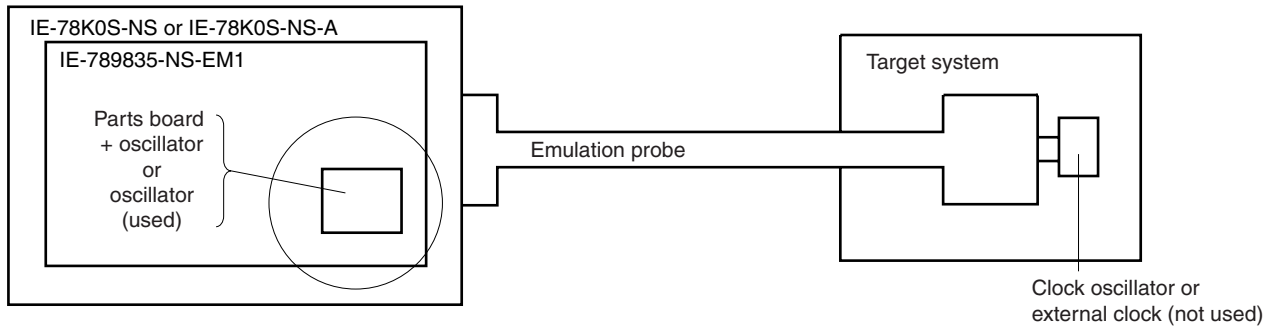 IE-78K0S-NS or IE-78K0S-NS-A
IE-789835-NS-EM1
Parts board
+ oscillator
or
oscillator
(used)
Emulation probe
Target system
Clock oscillator or
external clock (not used)